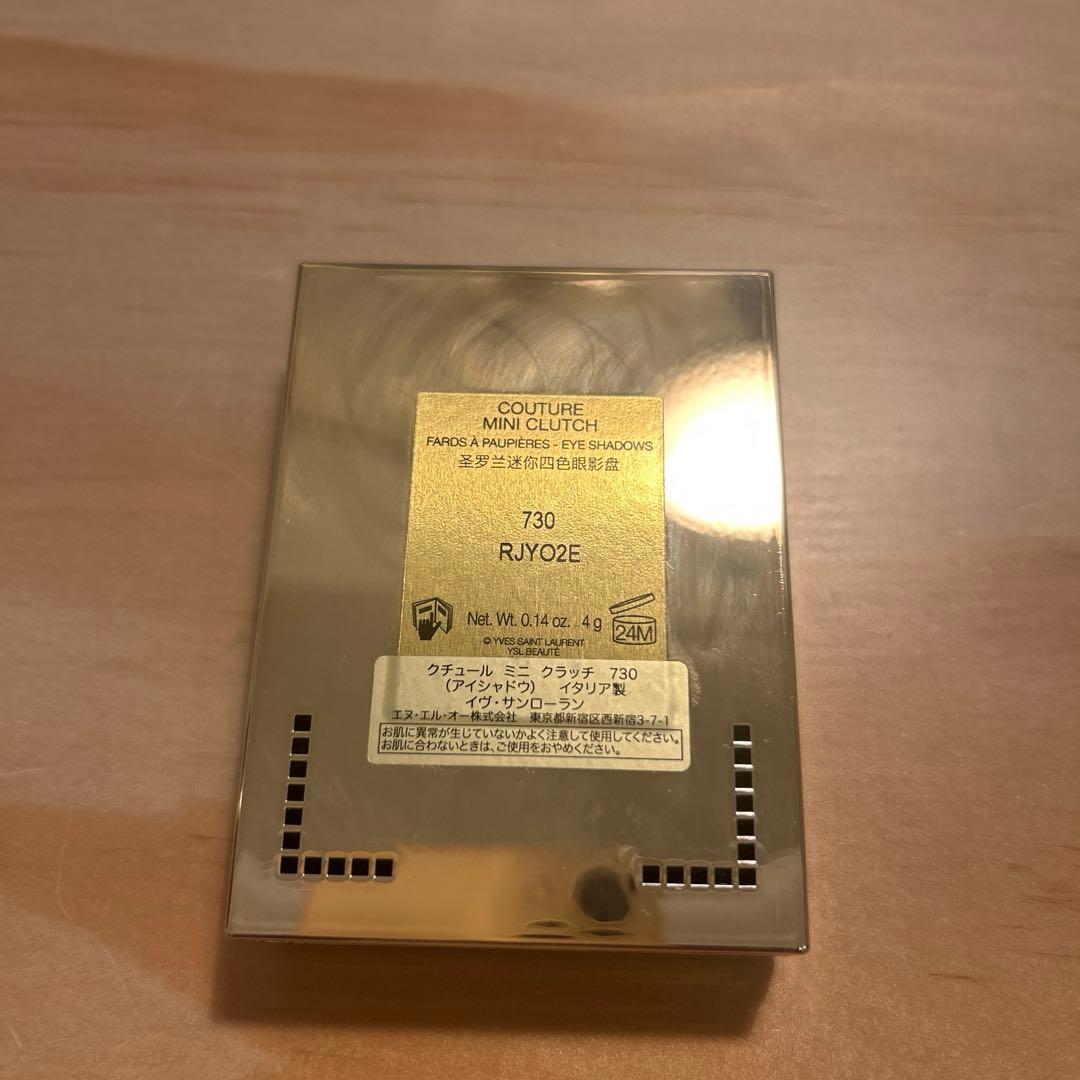 COUTURE
MINI CLUTCH
FARDS À PAUPIÈRES - EYE SHADOWS
圣罗兰迷你四色眼影盘
730
RJYO2E
Net. Wt. 0.14 oz. 4 g
24M
© YVES SAINT LAURENT
YSL BEAUTÉ
クチュール ミニ クラッチ 730
（アイシャドウ） イタリア製
イヴ・サンローラン
エヌ・エル・オー株式会社 東京都新宿区西新宿3-7-1
お肌に異常が生じていないかよく注意して使用してください。
お肌に合わないときは、ご使用をおやめください。